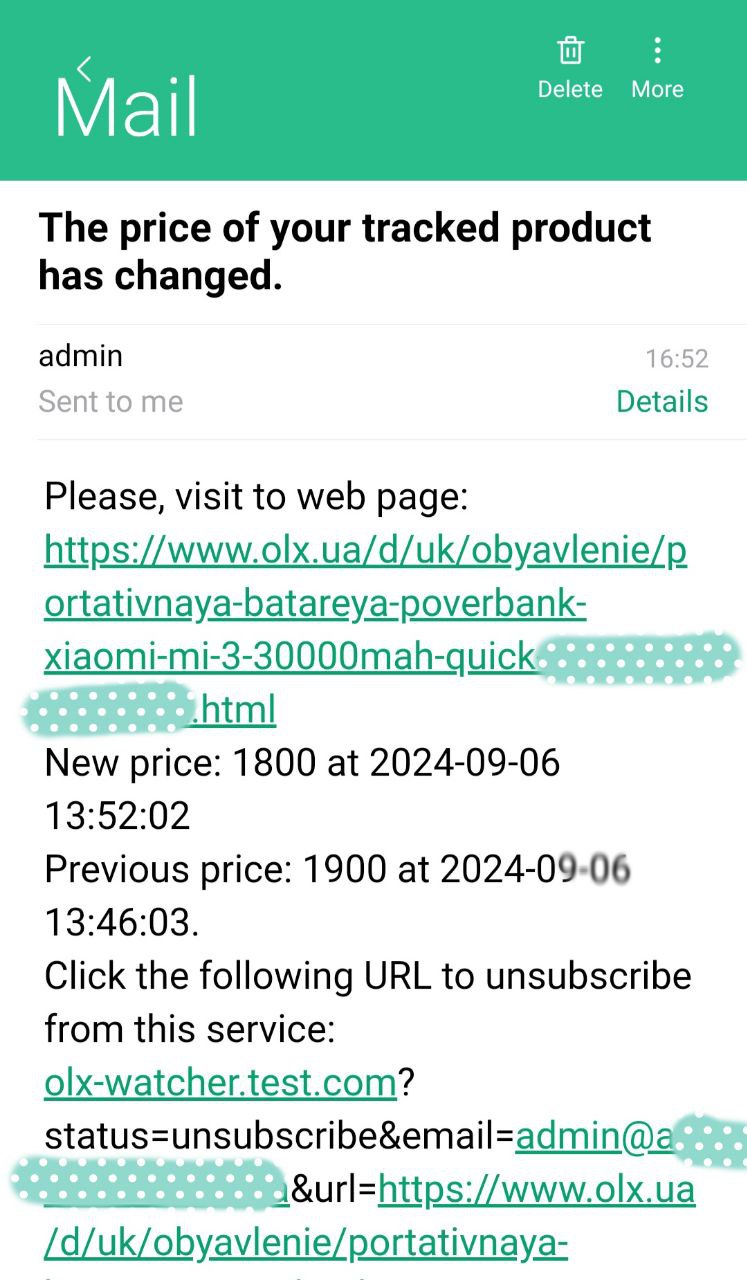 Delete
More
Mail
The price of your tracked product
has changed.
admin
16:52
Sent to me
Details
Please, visit to web page:
https://www.olx.ua/d/uk/obyavlenie/p
ortativnaya-batareya-poverbank-
xiaomi-mi-3-30000mah-quick
.html
New price: 1800 at 2024-09-06
13:52:02
Previous price: 1900 at 2024-09-06
13:46:03.
Click the following URL to unsubscribe
from this service:
olx-watcher.test.com?
status=unsubscribe&email=admin@a
&url=https://www.olx.ua
/d/uk/obyavlenie/portativnaya-